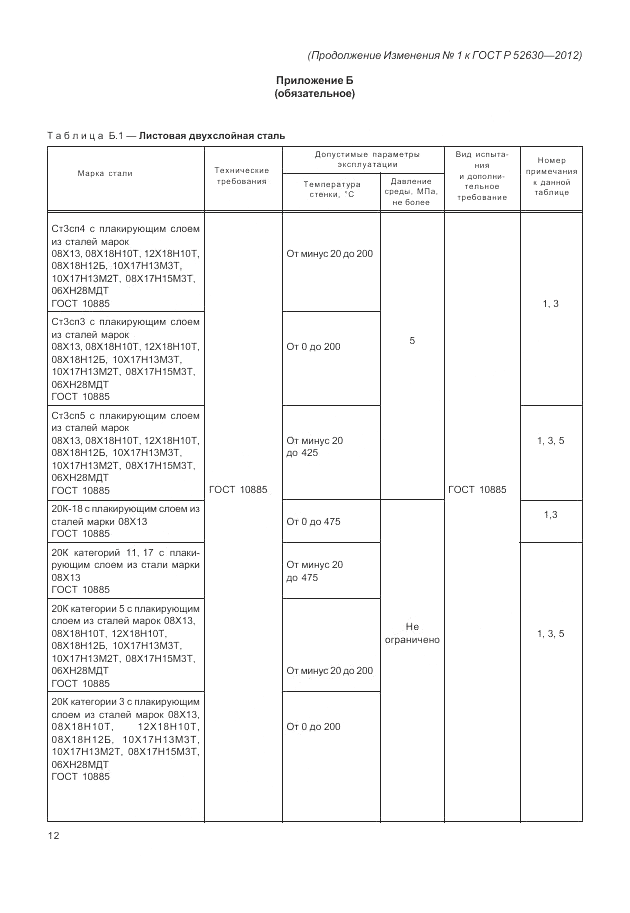 (Продолжение Изменения № 1 к ГОСТ Р 52630—2012)
Приложение Б
(обязательное)
Таблица Б.1 — Листовая двухслойная сталь
Марка стали
Технические
требования
Допустимые параметры
эксплуатации
Температура
стенки, °С
Давление
среды, МПа,
не более
Вид испыта-
ния
и дополни-
тельное
требование
Номер
примечания
к данной
таблице
Ст3сп4 с плакирующим слоем
из сталей марок
08Х13, 08Х18Н10Т, 12Х18Н10Т,
08Х18Н12Б, 10Х17Н13М3Т,
10Х17Н13М2Т, 08Х17Н15М3Т,
06ХН28МДТ
ГОСТ 10885
От минус 20 до 200
1, 3
Ст3сп3 с плакирующим слоем
из сталей марок
08Х13, 08Х18Н10Т, 12Х18Н10Т,
08Х18Н12Б, 10Х17Н13М3Т,
10Х17Н13М2Т, 08Х17Н15М3Т,
06ХН28МДТ
ГОСТ 10885
От 0 до 200
5
Ст3сп5 с плакирующим слоем
из сталей марок
08Х13, 08Х18Н10Т, 12Х18Н10Т,
08Х18Н12Б, 10Х17Н13М3Т,
10Х17Н13М2Т, 08Х17Н15М3Т,
06ХН28МДТ
ГОСТ 10885
ГОСТ 10885
От минус 20
до 425
ГОСТ 10885
1, 3, 5
20К-18 с плакирующим слоем из
сталей марки 08Х13
ГОСТ 10885
От 0 до 475
1,3
20К категорий 11, 17 с плаки-
рующим слоем из стали марки
08Х13
ГОСТ 10885
От минус 20
до 475
20К категории 5 с плакирующим
слоем из сталей марок 08Х13,
08Х18Н10Т, 12Х18Н10Т,
08Х18Н12Б, 10Х17Н13М3Т,
10Х17Н13М2Т, 08Х17Н15М3Т,
06ХН28МДТ
ГОСТ 10885
От минус 20 до 200
Не
ограничено
1, 3, 5
20К категории 3 с плакирующим
слоем из сталей марок 08Х13,
08Х18Н10Т, 12Х18Н10Т,
08Х18Н12Б, 10Х17Н13М3Т,
10Х17Н13М2Т, 08Х17Н15М3Т,
06ХН28МДТ
ГОСТ 10885
От 0 до 200
12